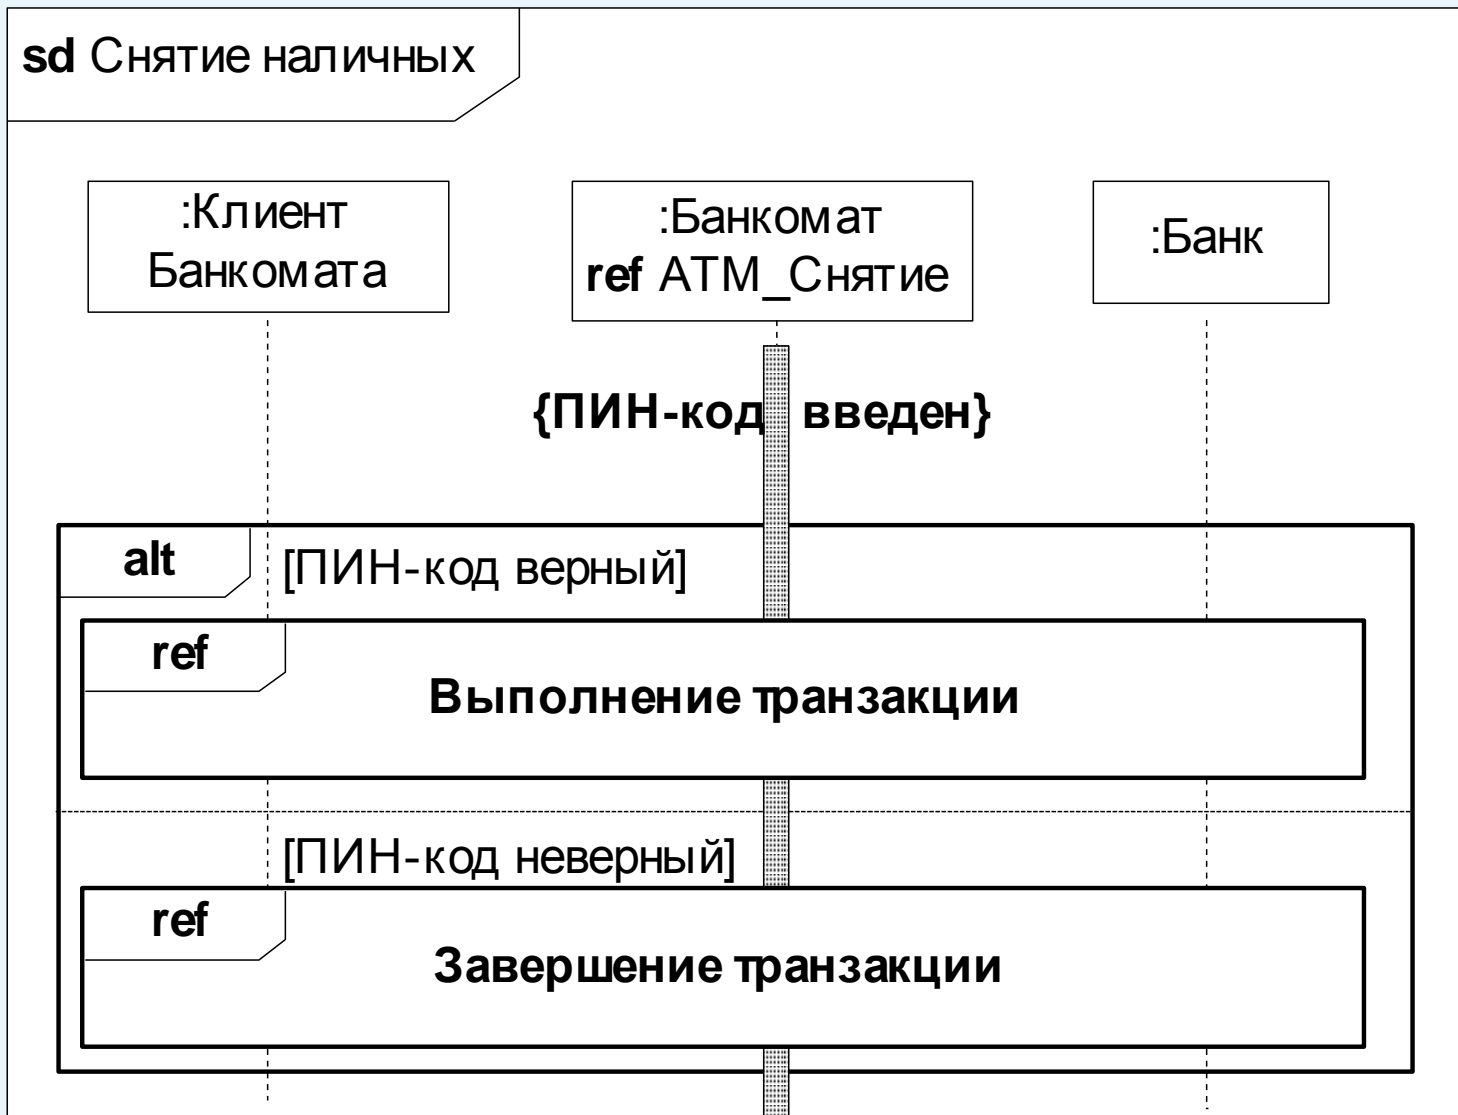 sd Снятие наличных
:Клиент
Банкомата
:Банкомат
ref АТМ_Снятие
:Банк
{ПИН-код введен}
alt
[ПИН-код верный]
ref
Выполнение транзакции
[ПИН-код неверный]
ref
Завершение транзакции